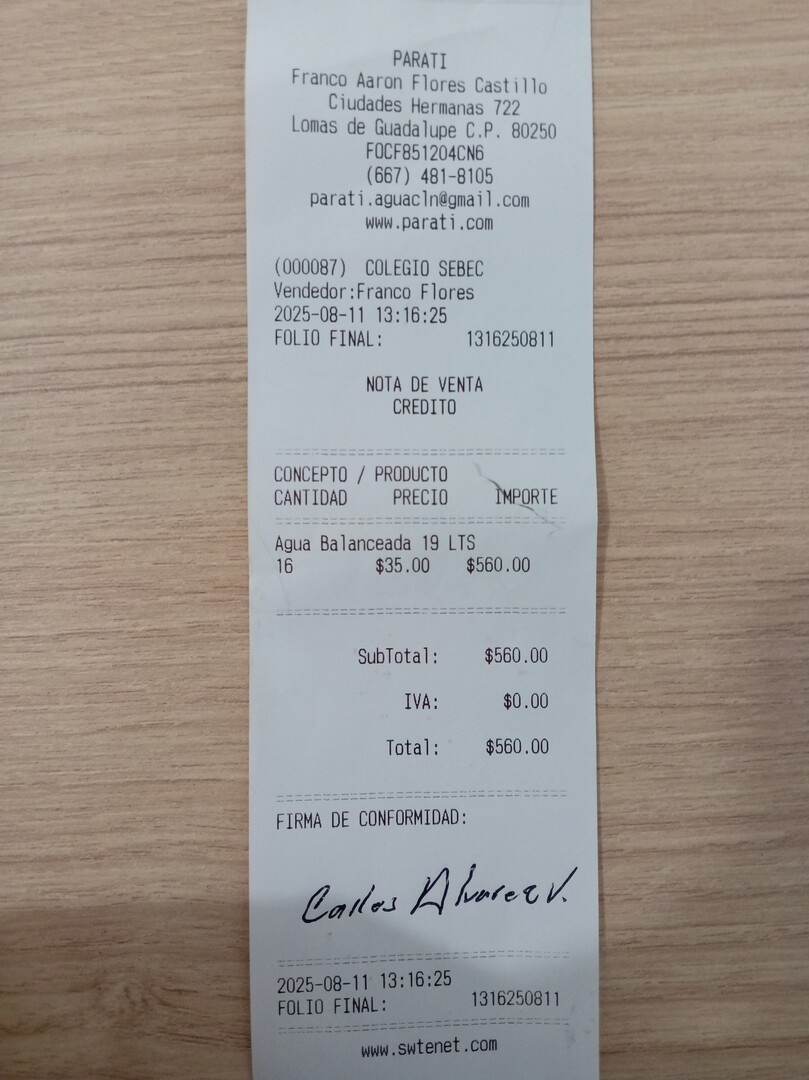 PARATI
Franco Aaron Flores Castillo
Ciudades Hermanas 722
Lomas de Guadalupe C.P. 80250
FOCF851204CN6
(667) 481-8105
parati.aguacln@gmail.com
www.parati.com
(000087) COLEGIO SEBEC
Vendedor:Franco Flores
2025-08-11 13:16:25
FOLIO FINAL: 1316250811
NOTA DE VENTA
CREDITO
CONCEPTO / PRODUCTO
CANTIDAD PRECIO IMPORTE
Agua Balanceada 19 LTS
16 $35.00 $560.00
SubTotal: $560.00
IVA: $0.00
Total: $560.00
FIRMA DE CONFORMIDAD:
Carlos Alvarez V.
2025-08-11 13:16:25
FOLIO FINAL: 1316250811
www.swtenet.com